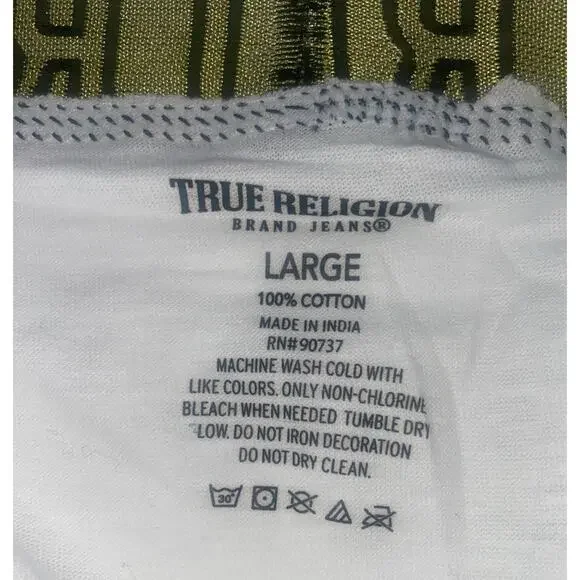 TRUE RELIGION
BRAND JEANS®
LARGE
100% COTTON
MADE IN INDIA
RN#90737
MACHINE WASH COLD WITH
LIKE COLORS. ONLY NON-CHLORINE
BLEACH WHEN NEEDED TUMBLE DRY
LOW. DO NOT IRON DECORATION
DO NOT DRY CLEAN.
30°